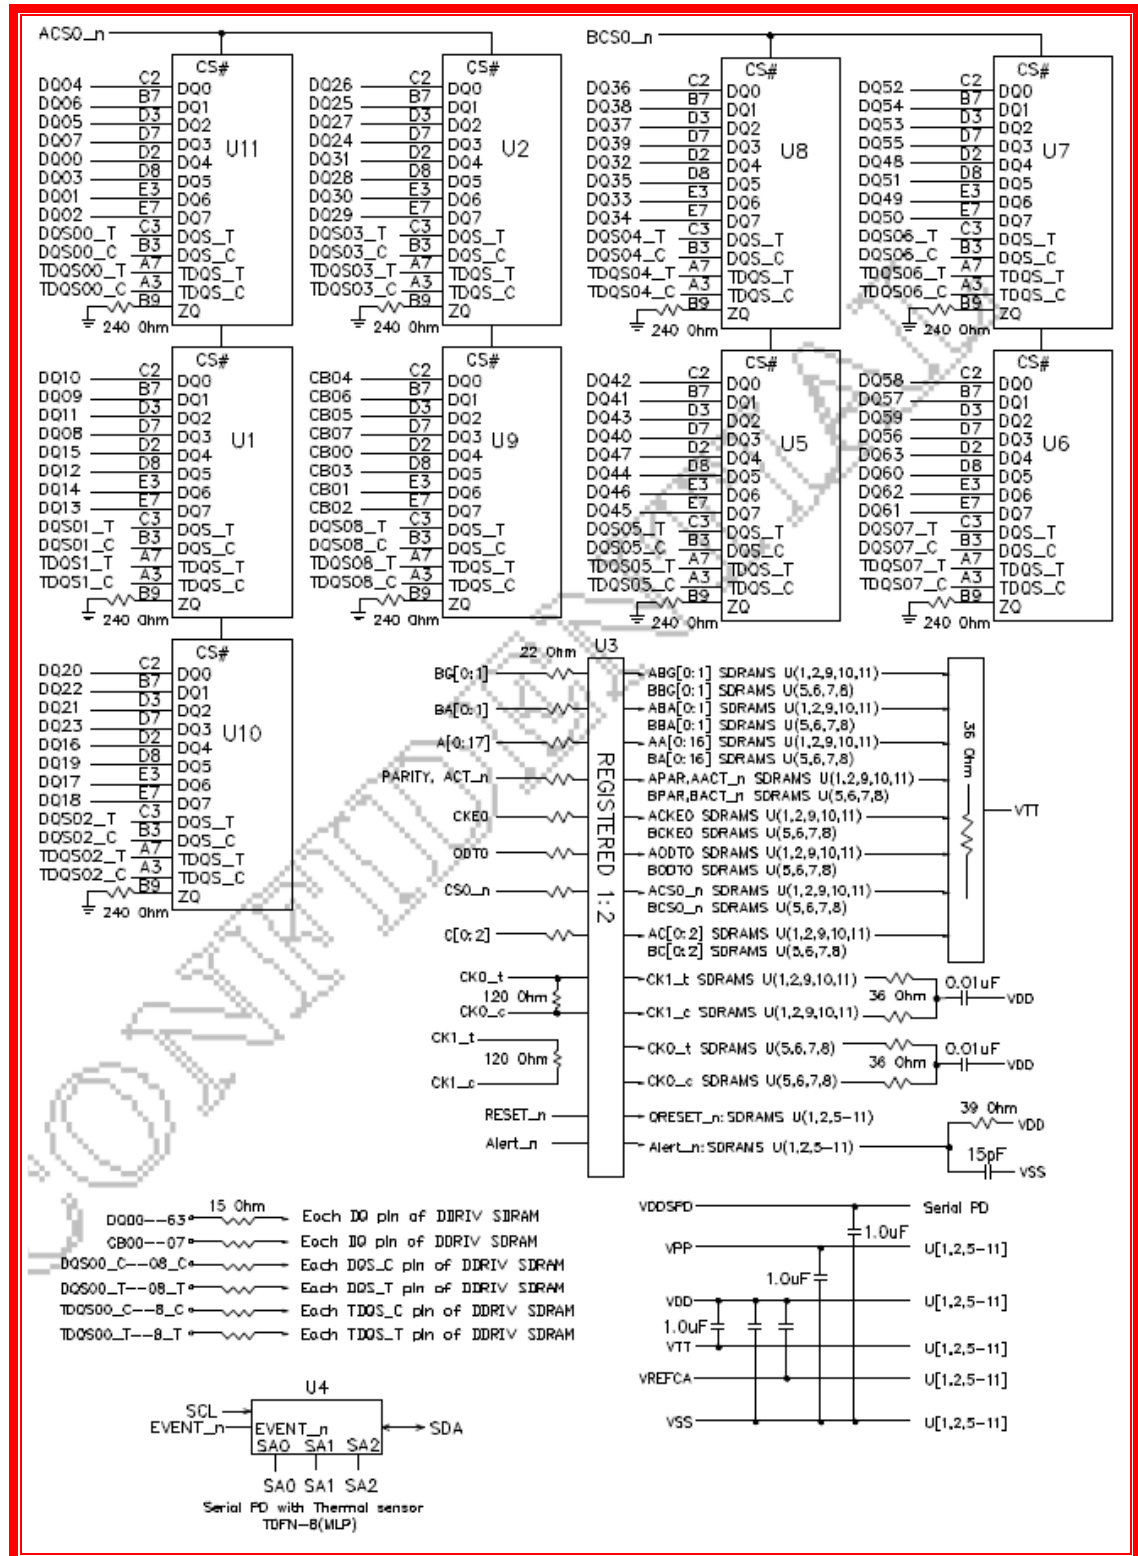 ACS0_n
CS#
DQ04 C2 DQ0
DQ06 B7 DQ1
DQ05 D3 DQ2
DQ07 D7 DQ3
DQ00 D2 DQ4
DQ03 D8 DQ5
DQ01 E3 DQ6
DQ02 E7 DQ7
DQS00_T C3 DQS_T
DQS00_C B3 DQS_C
TDQS00_T A7 TDQS_T
TDQS00_C A3 TDQS_C
B9 ZQ
240 Ohm
U11
CS#
DQ26 C2 DQ0
DQ25 B7 DQ1
DQ27 D3 DQ2
DQ24 D7 DQ3
DQ31 D2 DQ4
DQ28 D8 DQ5
DQ30 E3 DQ6
DQ29 E7 DQ7
DQS03_T C3 DQS_T
DQS03_C B3 DQS_C
TDQS03_T A7 TDQS_T
TDQS03_C A3 TDQS_C
B9 ZQ
240 Ohm
U2
BCS0_n
CS#
DQ36 C2 DQ0
DQ38 B7 DQ1
DQ37 D3 DQ2
DQ39 D7 DQ3
DQ32 D2 DQ4
DQ35 D8 DQ5
DQ33 E3 DQ6
DQ34 E7 DQ7
DQS04_T C3 DQS_T
DQS04_C B3 DQS_C
TDQS04_T A7 TDQS_T
TDQS04_C A3 TDQS_C
B9 ZQ
240 Ohm
U8
CS#
DQ52 C2 DQ0
DQ54 B7 DQ1
DQ53 D3 DQ2
DQ55 D7 DQ3
DQ48 D2 DQ4
DQ51 D8 DQ5
DQ49 E3 DQ6
DQ50 E7 DQ7
DQS06_T C3 DQS_T
DQS06_C B3 DQS_C
TDQS06_T A7 TDQS_T
TDQS06_C A3 TDQS_C
B9 ZQ
240 Ohm
U7
CS#
DQ10 C2 DQ0
DQ09 B7 DQ1
DQ11 D3 DQ2
DQ08 D7 DQ3
DQ15 D2 DQ4
DQ12 D8 DQ5
DQ14 E3 DQ6
DQ13 E7 DQ7
DQS01_T C3 DQS_T
DQS01_C B3 DQS_C
TDQS1_T A7 TDQS_T
TDQS1_C A3 TDQS_C
B9 ZQ
240 Ohm
U1
CS#
CB04 C2 DQ0
CB06 B7 DQ1
CB05 D3 DQ2
CB07 D7 DQ3
CB00 D2 DQ4
CB03 D8 DQ5
CB01 E3 DQ6
CB02 E7 DQ7
DQS08_T C3 DQS_T
DQS08_C B3 DQS_C
TDQS08_T A7 TDQS_T
TDQS08_C A3 TDQS_C
B9 ZQ
240 Ohm
U9
CS#
DQ42 C2 DQ0
DQ41 B7 DQ1
DQ43 D3 DQ2
DQ40 D7 DQ3
DQ47 D2 DQ4
DQ44 D8 DQ5
DQ46 E3 DQ6
DQ45 E7 DQ7
DQS05_T C3 DQS_T
DQS05_C B3 DQS_C
TDQS05_T A7 TDQS_T
TDQS05_C A3 TDQS_C
B9 ZQ
240 Ohm
U5
CS#
DQ58 C2 DQ0
DQ57 B7 DQ1
DQ59 D3 DQ2
DQ56 D7 DQ3
DQ63 D2 DQ4
DQ60 D8 DQ5
DQ62 E3 DQ6
DQ61 E7 DQ7
DQS07_T C3 DQS_T
DQS07_C B3 DQS_C
TDQS07_T A7 TDQS_T
TDQS07_C A3 TDQS_C
B9 ZQ
240 Ohm
U6
CS#
DQ20 C2 DQ0
DQ22 B7 DQ1
DQ21 D3 DQ2
DQ23 D7 DQ3
DQ16 D2 DQ4
DQ19 D8 DQ5
DQ17 E3 DQ6
DQ18 E7 DQ7
DQS02_T C3 DQS_T
DQS02_C B3 DQS_C
TDQS02_T A7 TDQS_T
TDQS02_C A3 TDQS_C
B9 ZQ
240 Ohm
U10
22 Ohm U3
REGISTERED 1:2
BG[0:1] ABG[0:1] SDRAMS U(1,2,9,10,11)
BBG[0:1] SDRAMS U(5,6,7,8)
BA[0:1] ABA[0:1] SDRAMS U(1,2,9,10,11)
BBA[0:1] SDRAMS U(5,6,7,8)
A[0:17] AA[0:16] SDRAMS U(1,2,9,10,11)
BA[0:16] SDRAMS U(5,6,7,8)
PARITY, ACT_n APAR,AACT_n SDRAMS U(1,2,9,10,11)
BPAR,BACT_n SDRAMS U(5,6,7,8)
CKE0 ACKE0 SDRAMS U(1,2,9,10,11)
BCKE0 SDRAMS U(5,6,7,8)
ODT0 AODT0 SDRAMS U(1,2,9,10,11)
BODT0 SDRAMS U(5,6,7,8)
CS0_n ACS0_n SDRAMS U(1,2,9,10,11)
BCS0_n SDRAMS U(5,6,7,8)
C[0:2] AC[0:2] SDRAMS U(1,2,9,10,11)
BC[0:2] SDRAMS U(5,6,7,8)
36 Ohm
VTT
CK0_t CK1_t SDRAMS U(1,2,9,10,11)
120 Ohm 36 Ohm 0.01uF VDD
CK0_c CK1_c SDRAMS U(1,2,9,10,11)
CK1_t CK0_t SDRAMS U(5,6,7,8)
120 Ohm 36 Ohm 0.01uF VDD
CK1_c CK0_c SDRAMS U(5,6,7,8)
RESET_n QRESET_n: SDRAMS U(1,2,5-11)
39 Ohm VDD
Alert_n Alert_n: SDRAMS U(1,2,5-11)
15pF VSS
15 Ohm
DQ00--63 Each DQ pin of DDRIV SDRAM
CB00--07 Each DQ pin of DDRIV SDRAM
DQS00_C--08_C Each DQS_C pin of DDRIV SDRAM
DQS00_T--08_T Each DQS_T pin of DDRIV SDRAM
TDQS00_C--8_C Each TDQS_C pin of DDRIV SDRAM
TDQS00_T--8_T Each TDQS_T pin of DDRIV SDRAM
VDDSPD Serial PD
1.0uF
VPP U[1,2,5-11]
1.0uF
VDD U[1,2,5-11]
1.0uF
VTT U[1,2,5-11]
VREFCA U[1,2,5-11]
VSS U[1,2,5-11]
U4
SCL
EVENT_n EVENT_n SDA
SA0 SA1 SA2
SA0 SA1 SA2
Serial PD with Thermal sensor
TDFN-8(MLP)
CONFIDENTIAL